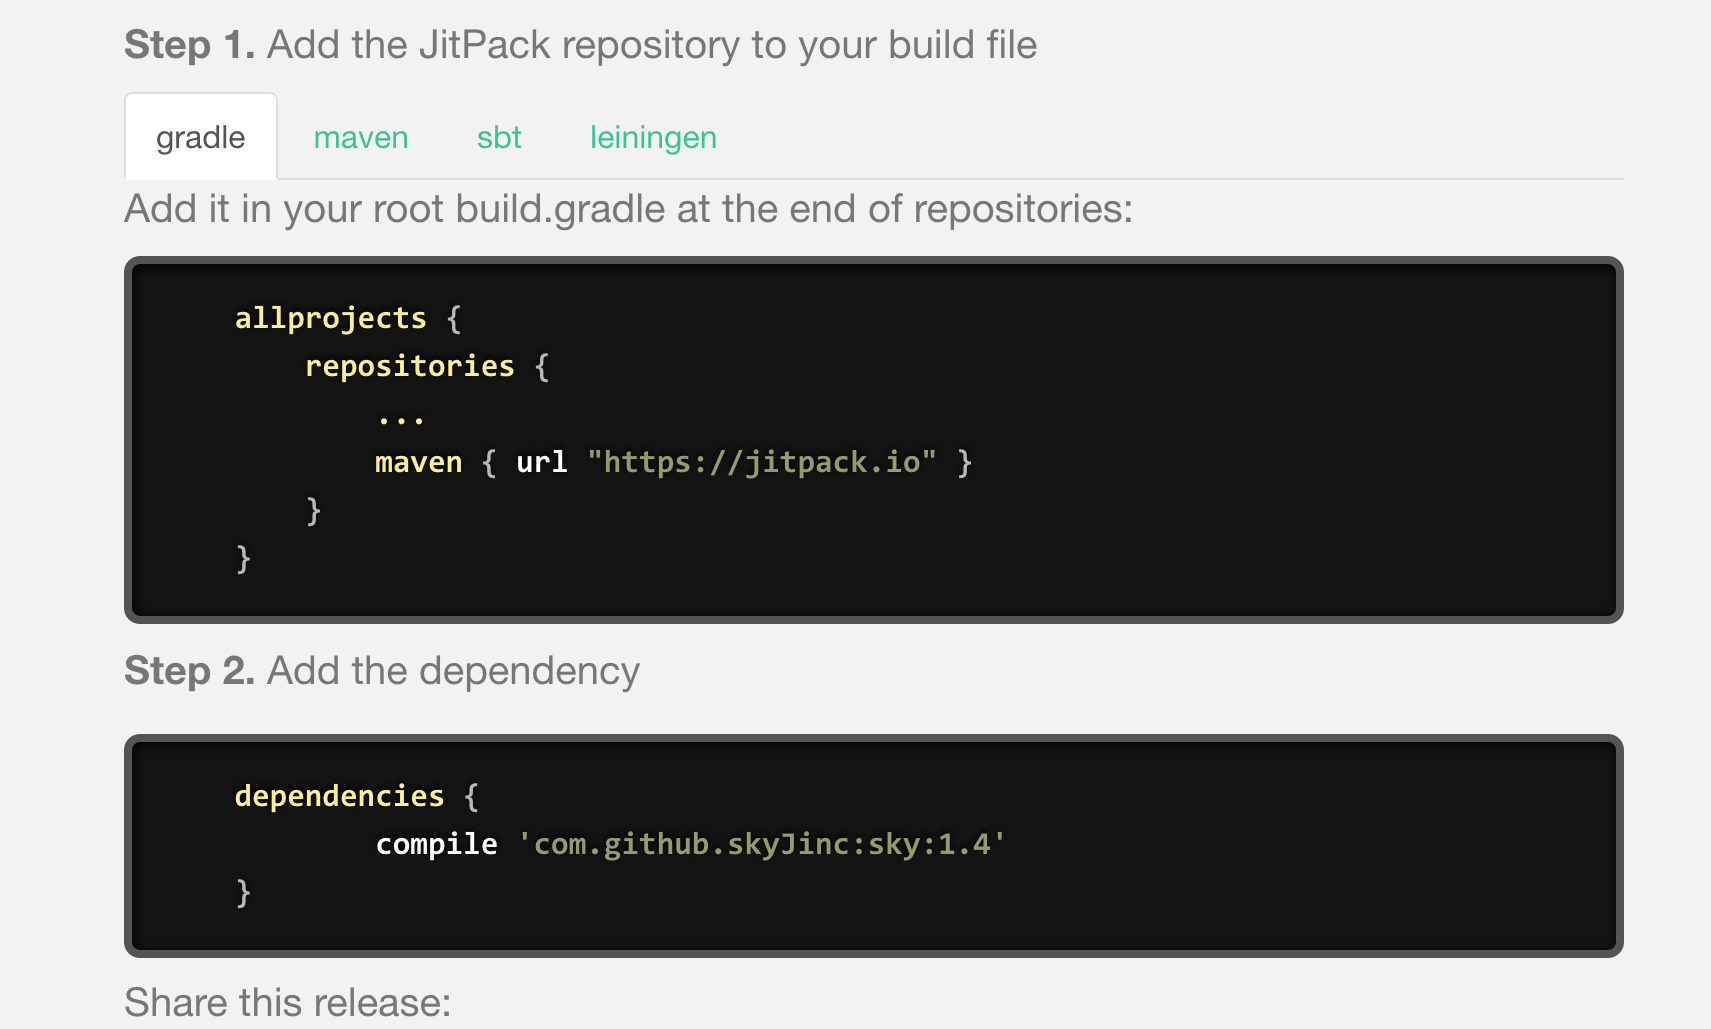 Step 1. Add the JitPack repository to your build file
gradle maven sbt leiningen
Add it in your root build.gradle at the end of repositories:
allprojects {
repositories {
...
maven { url "https://jitpack.io" }
}
}
Step 2. Add the dependency
dependencies {
compile 'com.github.skyJinc:sky:1.4'
}
Share this release: